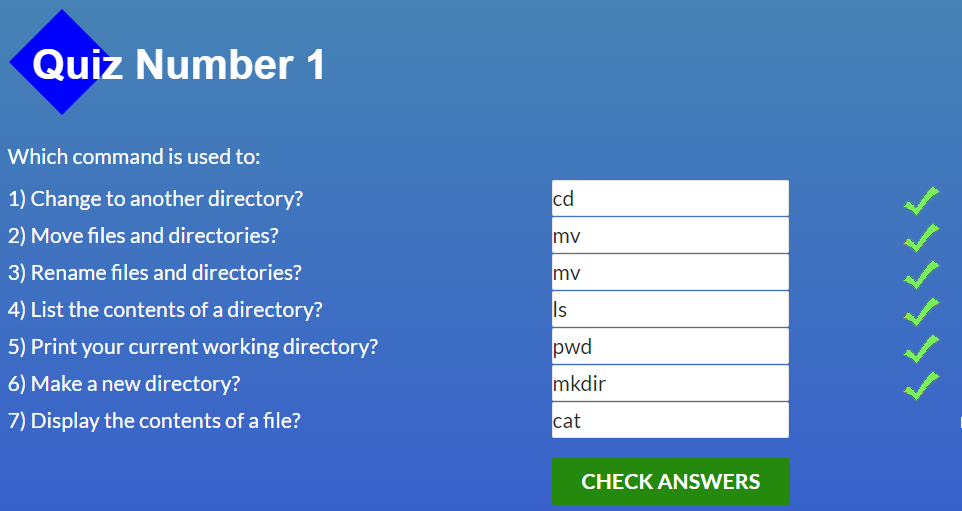 Quiz Number 1
Which command is used to:
1) Change to another directory? cd
2) Move files and directories? mv
3) Rename files and directories? mv
4) List the contents of a directory? ls
5) Print your current working directory? pwd
6) Make a new directory? mkdir
7) Display the contents of a file? cat
CHECK ANSWERS